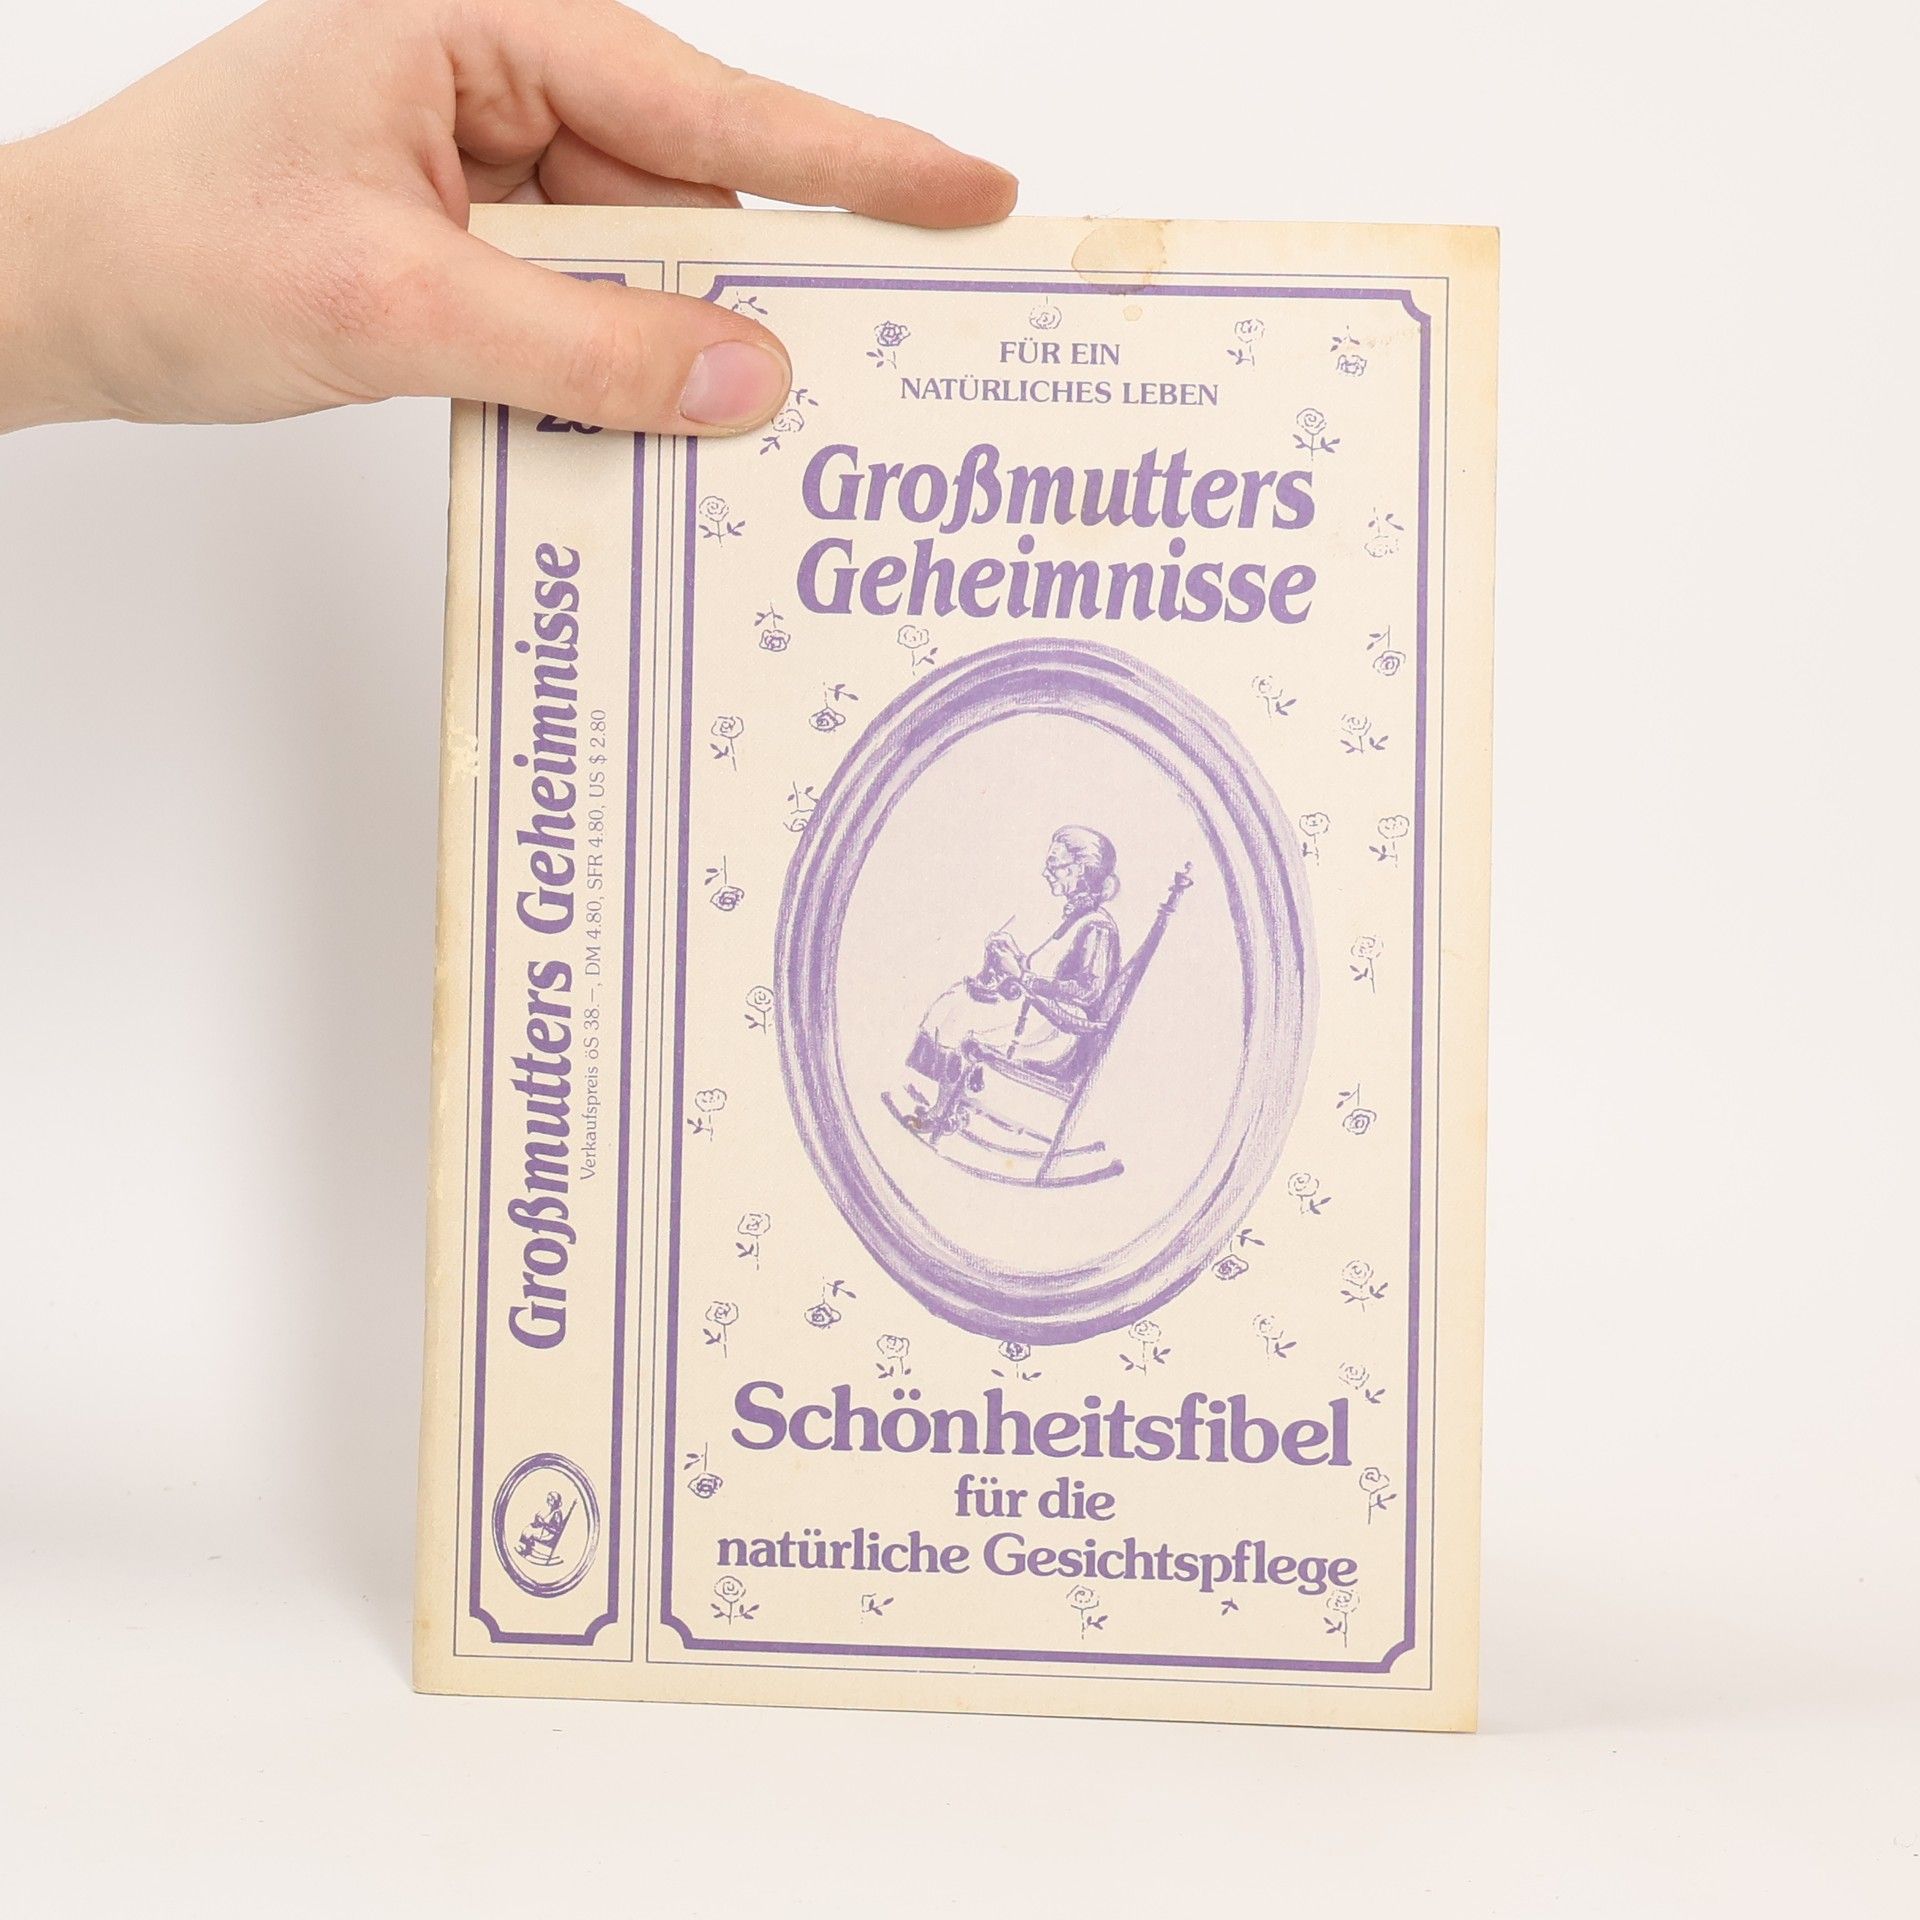 FÜR EIN
NATÜRLICHES LEBEN
Großmutters
Geheimnisse
Schönheitsfibel
für die
natürliche Gesichtspflege
Großmutters Geheimnisse
Verkaufspreis öS 38.–, DM 4.80, SFR 4.80, US $ 2.80